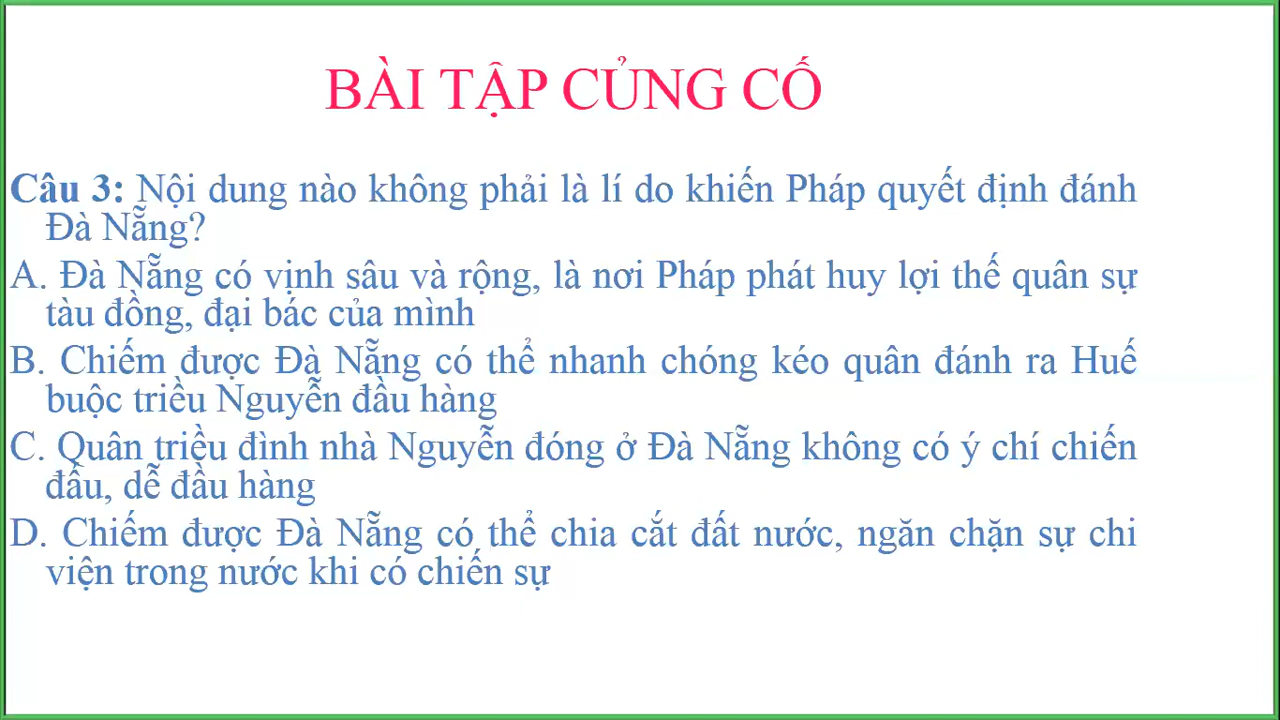 BÀI TẬP CỦNG CỐ
Câu 3: Nội dung nào không phải là lí do khiến Pháp quyết định đánh
Đà Nẵng?
A. Đà Nẵng có vịnh sâu và rộng, là nơi Pháp phát huy lợi thế quân sự
tàu đồng, đại bác của mình
B. Chiếm được Đà Nẵng có thể nhanh chóng kéo quân đánh ra Huế
buộc triều Nguyễn đầu hàng
C. Quân triều đình nhà Nguyễn đóng ở Đà Nẵng không có ý chí chiến
đấu, dễ đầu hàng
D. Chiếm được Đà Nẵng có thể chia cắt đất nước, ngăn chặn sự chi
viện trong nước khi có chiến sự